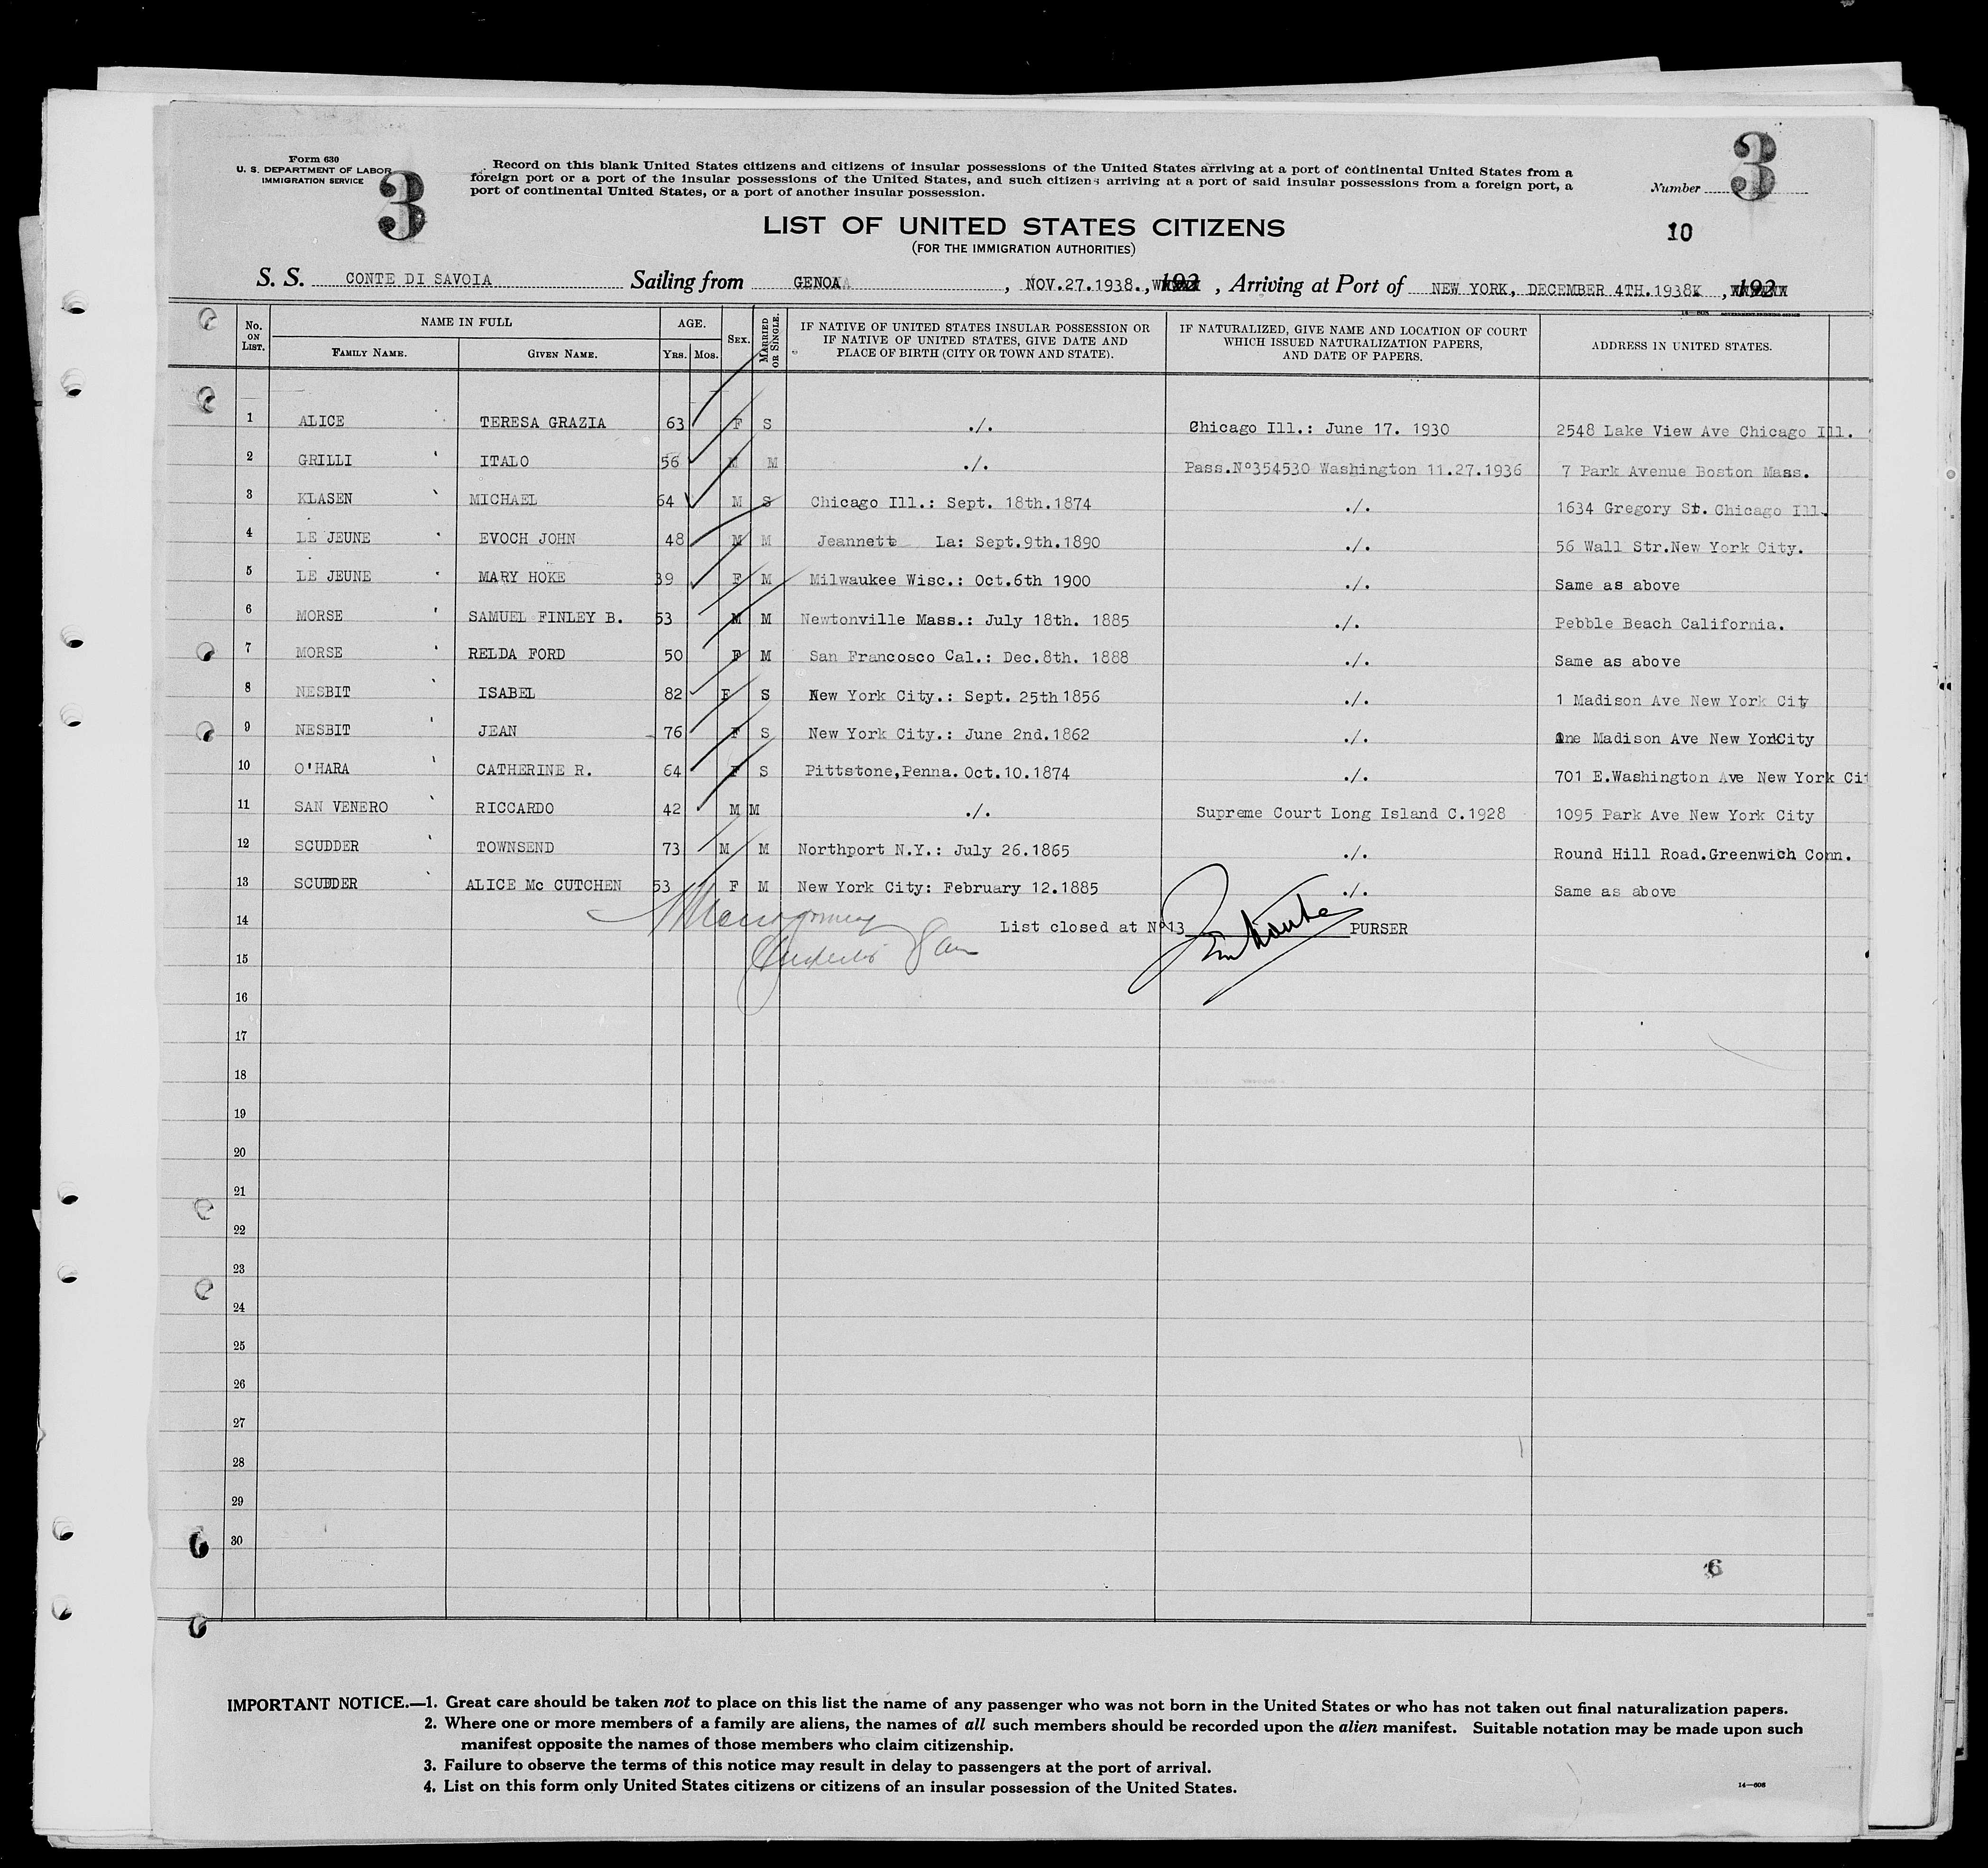 Form 630
U. S. DEPARTMENT OF LABOR
IMMIGRATION SERVICE
3
Record on this blank United States citizens and citizens of insular possessions of the United States arriving at a port of continental United States from a
foreign port or a port of the insular possessions of the United States, and such citizens arriving at a port of said insular possessions from a foreign port, a
port of continental United States, or a port of another insular possession.
Number 3
LIST OF UNITED STATES CITIZENS
(FOR THE IMMIGRATION AUTHORITIES)
10
S. S. CONTE DI SAVOIA Sailing from GENOA , NOV.27.1938., 192 , Arriving at Port of NEW YORK, DECEMBER 4TH.1938 , 192
No. ON LIST. NAME IN FULL FAMILY NAME. GIVEN NAME. AGE. YRS. MOS. SEX. MARRIED OR SINGLE. IF NATIVE OF UNITED STATES INSULAR POSSESSION OR IF NATIVE OF UNITED STATES, GIVE DATE AND PLACE OF BIRTH (CITY OR TOWN AND STATE). IF NATURALIZED, GIVE NAME AND LOCATION OF COURT WHICH ISSUED NATURALIZATION PAPERS, AND DATE OF PAPERS. ADDRESS IN UNITED STATES.
1 ALICE TERESA GRAZIA 63 F S ./. Chicago Ill.: June 17. 1930 2548 Lake View Ave Chicago Ill.
2 GRILLI ITALO 56 M M ./. Pass.Nº354530 Washington 11.27.1936 7 Park Avenue Boston Mass.
3 KLASEN MICHAEL 64 M S Chicago Ill.: Sept. 18th.1874 ./. 1634 Gregory St. Chicago Ill.
4 LE JEUNE EVOCH JOHN 48 M M Jeannett La: Sept.9th.1890 ./. 56 Wall Str.New York City.
5 LE JEUNE MARY HOKE 39 F M Milwaukee Wisc.: Oct.6th 1900 ./. Same as above
6 MORSE SAMUEL FINLEY B. 53 M M Newtonville Mass.: July 18th. 1885 ./. Pebble Beach California.
7 MORSE RELDA FORD 50 F M San Francosco Cal.: Dec.8th. 1888 ./. Same as above
8 NESBIT ISABEL 82 F S New York City.: Sept. 25th 1856 ./. 1 Madison Ave New York City
9 NESBIT JEAN 76 F S New York City.: June 2nd.1862 ./. One Madison Ave New York City
10 O'HARA CATHERINE R. 64 F S Pittstone,Penna. Oct.10.1874 ./. 701 E.Washington Ave New York Ci
11 SAN VENERO RICCARDO 42 M M ./. Supreme Court Long Island C.1928 1095 Park Ave New York City
12 SCUDDER TOWNSEND 73 M M Northport N.Y.: July 26.1865 ./. Round Hill Road.Greenwich Conn.
13 SCUDDER ALICE Mc CUTCHEN 53 F M New York City: February 12.1885 ./. Same as above
14 List closed at Nº13 PURSER
15
16
17
18
19
20
21
22
23
24
25
26
27
28
29
30
6
IMPORTANT NOTICE.—1. Great care should be taken not to place on this list the name of any passenger who was not born in the United States or who has not taken out final naturalization papers.
2. Where one or more members of a family are aliens, the names of all such members should be recorded upon the alien manifest. Suitable notation may be made upon such
manifest opposite the names of those members who claim citizenship.
3. Failure to observe the terms of this notice may result in delay to passengers at the port of arrival.
4. List on this form only United States citizens or citizens of an insular possession of the United States.
14—608